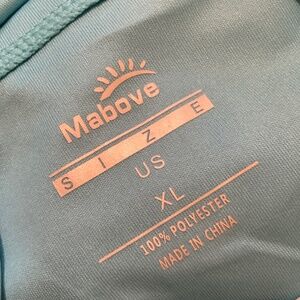 Mabove
SIZE
US
XL
100% POLYESTER
MADE IN CHINA